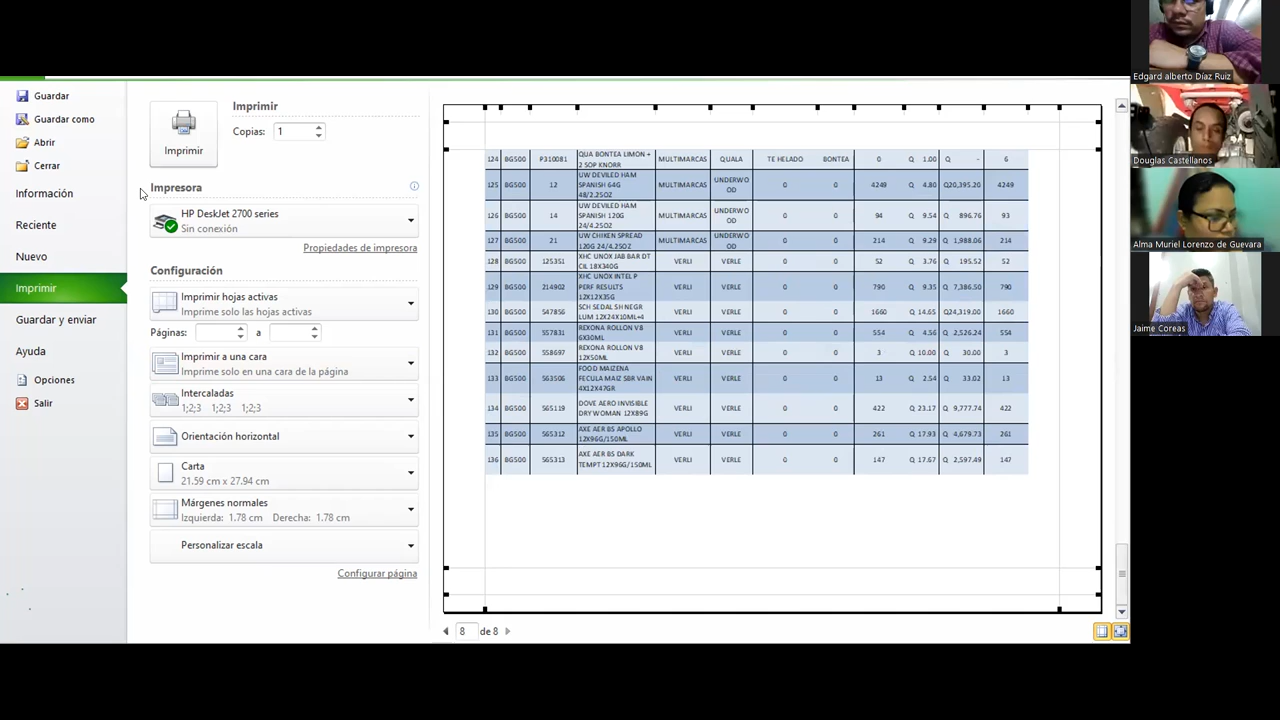 Guardar
Guardar como
Abrir
Cerrar
Información
Reciente
Nuevo
Imprimir
Guardar y enviar
Ayuda
Opciones
Salir
Imprimir
Imprimir
Copias: 1
Impresora
HP DeskJet 2700 series
Sin conexión
Propiedades de impresora
Configuración
Imprimir hojas activas
Imprime solo las hojas activas
Páginas: a
Imprimir a una cara
Imprime solo en una cara de la página
Intercaladas
1;2;3 1;2;3 1;2;3
Orientación horizontal
Carta
21.59 cm x 27.94 cm
Márgenes normales
Izquierda: 1.78 cm Derecha: 1.78 cm
Personalizar escala
Configurar página
124 BG500 P310081 QUA BONTEA LIMON + 2 SOP KNORR MULTIMARCAS QUALA TE HELADO BONTEA 0 Q 1.00 Q - 6
125 BG500 12 UW DEVILED HAM SPANISH 64G 48/2.25OZ MULTIMARCAS UNDERWOOD 0 0 4249 Q 4.80 Q20,395.20 4249
126 BG500 14 UW DEVILED HAM SPANISH 120G 24/4.25OZ MULTIMARCAS UNDERWOOD 0 0 94 Q 9.54 Q 896.76 93
127 BG500 21 UW CHIKEN SPREAD 120G 24/4.25OZ MULTIMARCAS UNDERWOOD 0 0 214 Q 9.29 Q 1,988.06 214
128 BG500 125351 XHC UNOX JAB BAR DT CIL 18X340G VERLI VERLE 0 0 52 Q 3.76 Q 195.52 52
129 BG500 214902 XHC UNOX INTEL P PERF RESULTS 12X12X35G VERLI VERLE 0 0 790 Q 9.35 Q 7,386.50 790
130 BG500 547856 SCH SEDAL SH NEGR LUM 12X24X10ML+4 VERLI VERLE 0 0 1660 Q 14.65 Q24,319.00 1660
131 BG500 557831 REXONA ROLLON V8 6X30ML VERLI VERLE 0 0 554 Q 4.56 Q 2,526.24 554
132 BG500 558697 REXONA ROLLON V8 12X50ML VERLI VERLE 0 0 3 Q 10.00 Q 30.00 3
133 BG500 563506 FOOD MAIZENA FECULA MAIZ SBR VAIN 4X12X47GR VERLI VERLE 0 0 13 Q 2.54 Q 33.02 13
134 BG500 565119 DOVE AERO INVISIBLE DRY WOMAN 12X89G VERLI VERLE 0 0 422 Q 23.17 Q 9,777.74 422
135 BG500 565312 AXE AER BS APOLLO 12X96G/150ML VERLI VERLE 0 0 261 Q 17.93 Q 4,679.73 261
136 BG500 565313 AXE AER BS DARK TEMPT 12X96G/150ML VERLI VERLE 0 0 147 Q 17.67 Q 2,597.49 147
8 de 8
Edgard alberto Díaz Ruiz
Douglas Castellanos
Alma Muriel Lorenzo de Guevara
Jaime Coreas